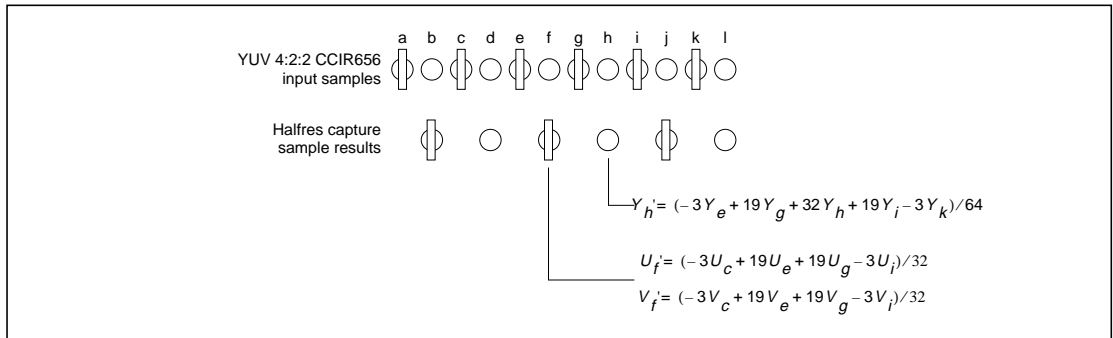 a b c d e f g h i j k l
YUV 4:2:2 CCIR656
input samples
Halfres capture
sample results
Y_h'= (–3Y_e + 19Y_g + 32Y_h + 19Y_i – 3Y_k)/64
U_f'= (–3U_c + 19U_e + 19U_g – 3U_i)/32
V_f'= (–3V_c + 19V_e + 19V_g – 3V_i)/32